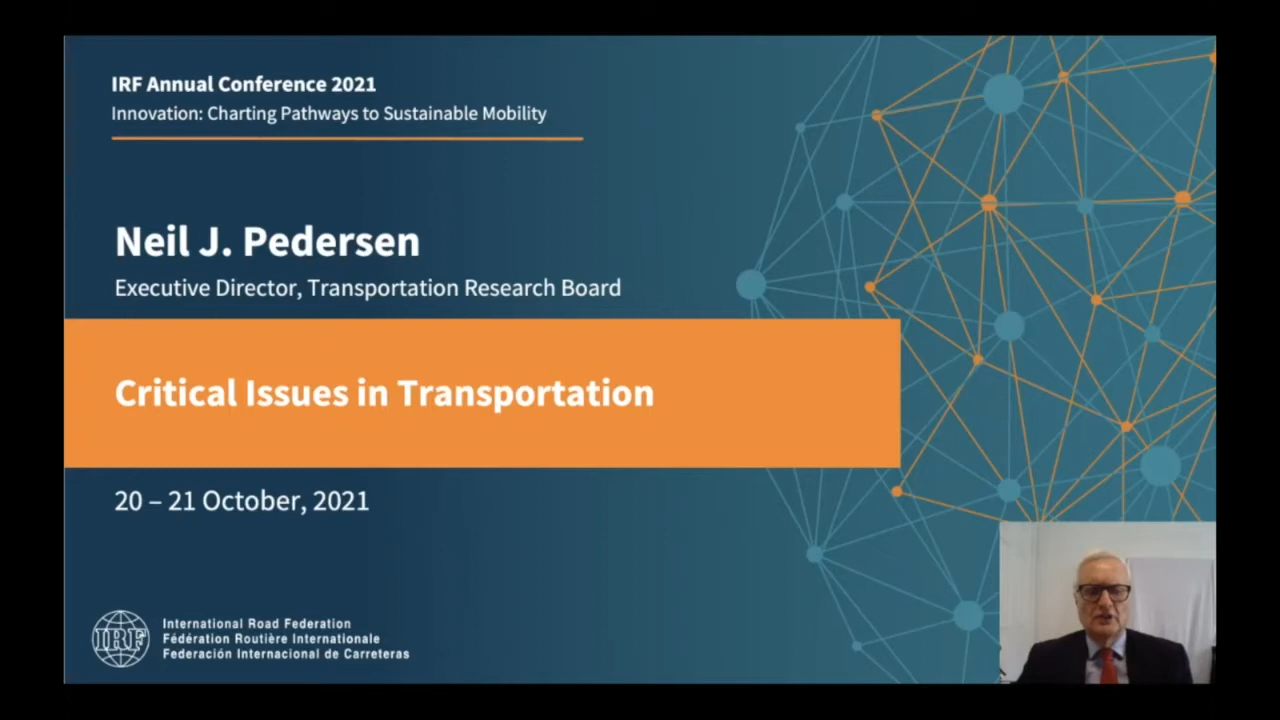 IRF Annual Conference 2021
Innovation: Charting Pathways to Sustainable Mobility
Neil J. Pedersen
Executive Director, Transportation Research Board
Critical Issues in Transportation
20 – 21 October, 2021
IRF
International Road Federation
Fédération Routière Internationale
Federación Internacional de Carreteras